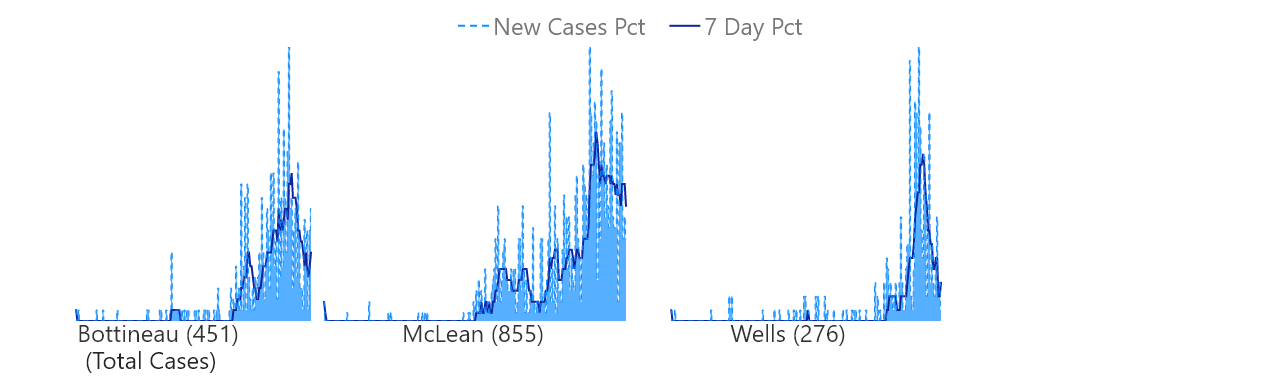 New Cases Pct 7 Day Pct
Bottineau (451) McLean (855) Wells (276)
(Total Cases)